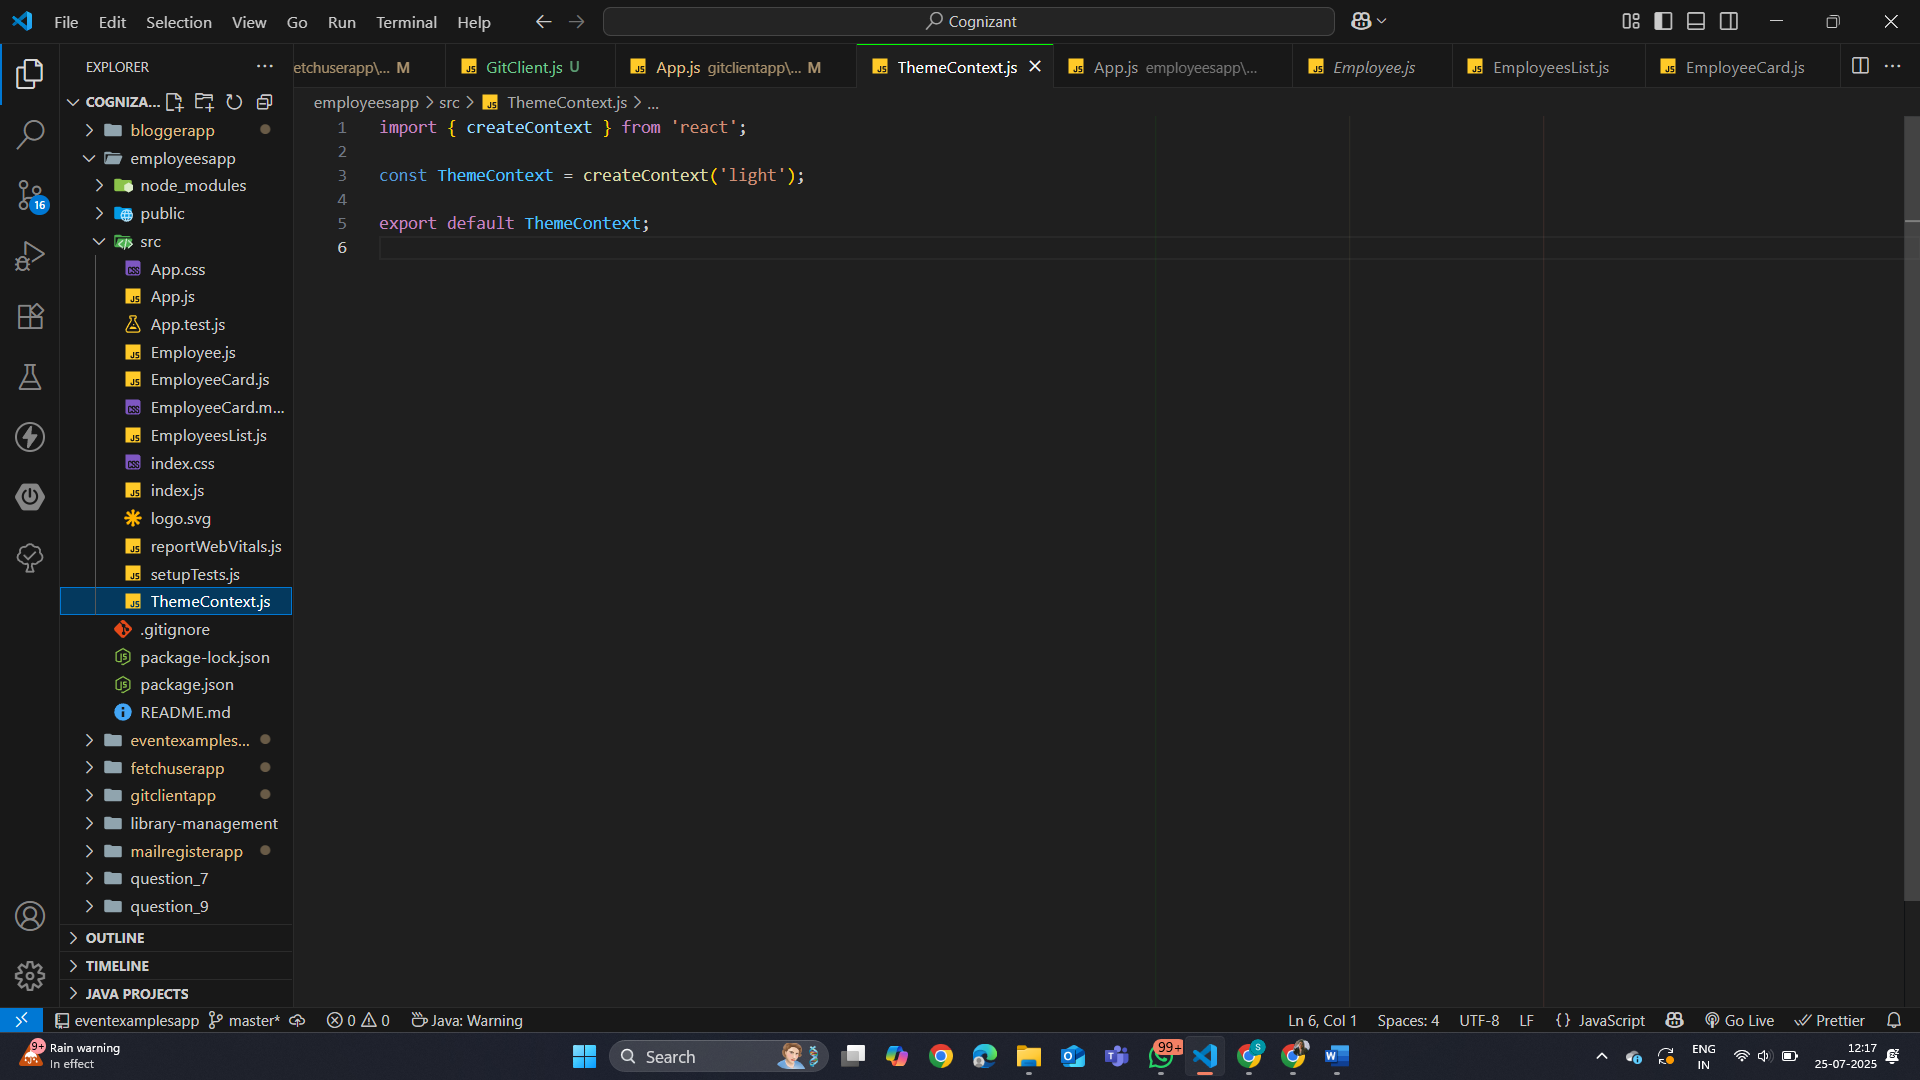 File Edit Selection View Go Run Terminal Help
Cognizant
EXPLORER
etchuserapp\... M
GitClient.js U
App.js gitclientapp\... M
ThemeContext.js
App.js employeesapp\...
Employee.js
EmployeesList.js
EmployeeCard.js
COGNIZA...
employeesapp > src > JS ThemeContext.js > ...
bloggerapp
employeesapp
node_modules
public
src
App.css
App.js
App.test.js
Employee.js
EmployeeCard.js
EmployeeCard.m...
EmployeesList.js
index.css
index.js
logo.svg
reportWebVitals.js
setupTests.js
ThemeContext.js
.gitignore
package-lock.json
package.json
README.md
eventexamples...
fetchuserapp
gitclientapp
library-management
mailregisterapp
question_7
question_9
OUTLINE
TIMELINE
JAVA PROJECTS
16
1 import { createContext } from 'react';
2
3 const ThemeContext = createContext('light');
4
5 export default ThemeContext;
6
eventexamplesapp master* 0 0 Java: Warning
Ln 6, Col 1 Spaces: 4 UTF-8 LF {} JavaScript Go Live Prettier
9+ Rain warning
In effect
Search
99+
S
ENG
IN
12:17
25-07-2025